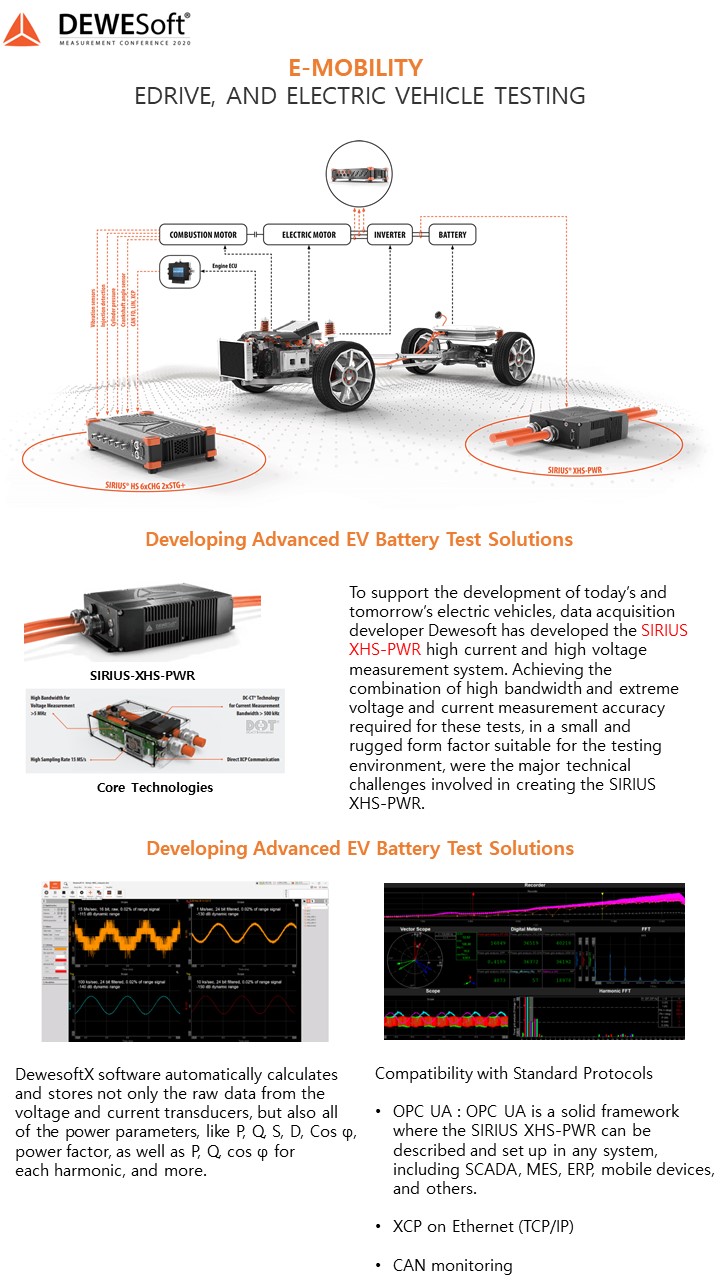 DEWESoft®
MEASUREMENT CONFERENCE 2020
E-MOBILITY
EDRIVE, AND ELECTRIC VEHICLE TESTING
COMBUSTION MOTOR
ELECTRIC MOTOR
INVERTER
BATTERY
Engine ECU
Vibration sensors
Injection detection
Cylinder pressure
Crankshaft angle sensor
CAN FD, LIN, XCP
SIRIUS® HS 6xCHG 2xSTG+
SIRIUS® XHS-PWR
Developing Advanced EV Battery Test Solutions
SIRIUS-XHS-PWR
High Bandwidth for
Voltage Measurement
>5 MHz
DC-CT® Technology
for Current Measurement
Bandwidth > 500 kHz
High Sampling Rate 15 MS/s
Direct XCP Communication
Core Technologies
To support the development of today's and
tomorrow's electric vehicles, data acquisition
developer Dewesoft has developed the SIRIUS
XHS-PWR high current and high voltage
measurement system. Achieving the
combination of high bandwidth and extreme
voltage and current measurement accuracy
required for these tests, in a small and
rugged form factor suitable for the testing
environment, were the major technical
challenges involved in creating the SIRIUS
XHS-PWR.
Developing Advanced EV Battery Test Solutions
15 Ms/sec, 16 bit, raw, 0.02% of range signal
-115 dB dynamic range
1 Ms/sec, 24 bit filtered, 0.02% of range signal
-130 dB dynamic range
100 ks/sec, 24 bit filtered, 0.02% of range signal
-140 dB dynamic range
10 ks/sec, 24 bit filtered, 0.02% of range signal
-150 dB dynamic range
Recorder
Vector Scope
Digital Meters
FFT
Scope
Harmonic FFT
DewesoftX software automatically calculates
and stores not only the raw data from the
voltage and current transducers, but also all
of the power parameters, like P, Q, S, D, Cos φ,
power factor, as well as P, Q, cos φ for
each harmonic, and more.
Compatibility with Standard Protocols
• OPC UA : OPC UA is a solid framework
where the SIRIUS XHS-PWR can be
described and set up in any system,
including SCADA, MES, ERP, mobile devices,
and others.
• XCP on Ethernet (TCP/IP)
• CAN monitoring